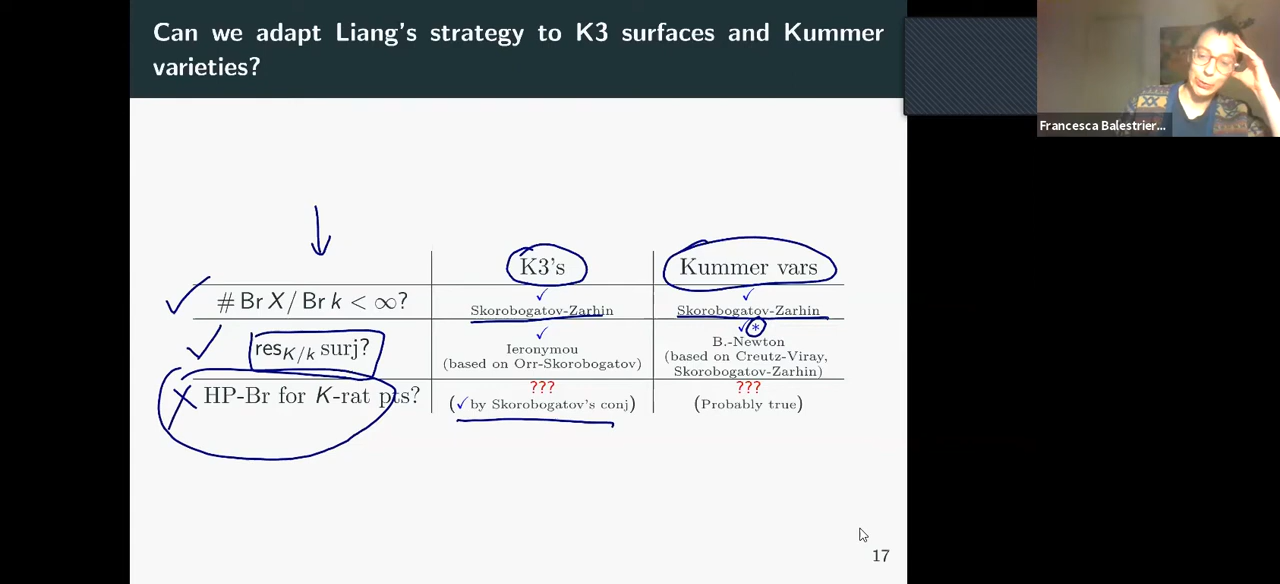 Can we adapt Liang's strategy to K3 surfaces and Kummer
varieties?
Francesca Balestrier...
K3's
Kummer vars
# Br X / Br k < ∞?
✓
Skorobogatov-Zarhin
✓
Skorobogatov-Zarhin
res_{K/k} surj?
✓
Ieronymou
(based on Orr-Skorobogatov)
✓*
B.-Newton
(based on Creutz-Viray,
Skorobogatov-Zarhin)
HP-Br for K-rat pts?
???
(✓by Skorobogatov's conj)
???
(Probably true)
17